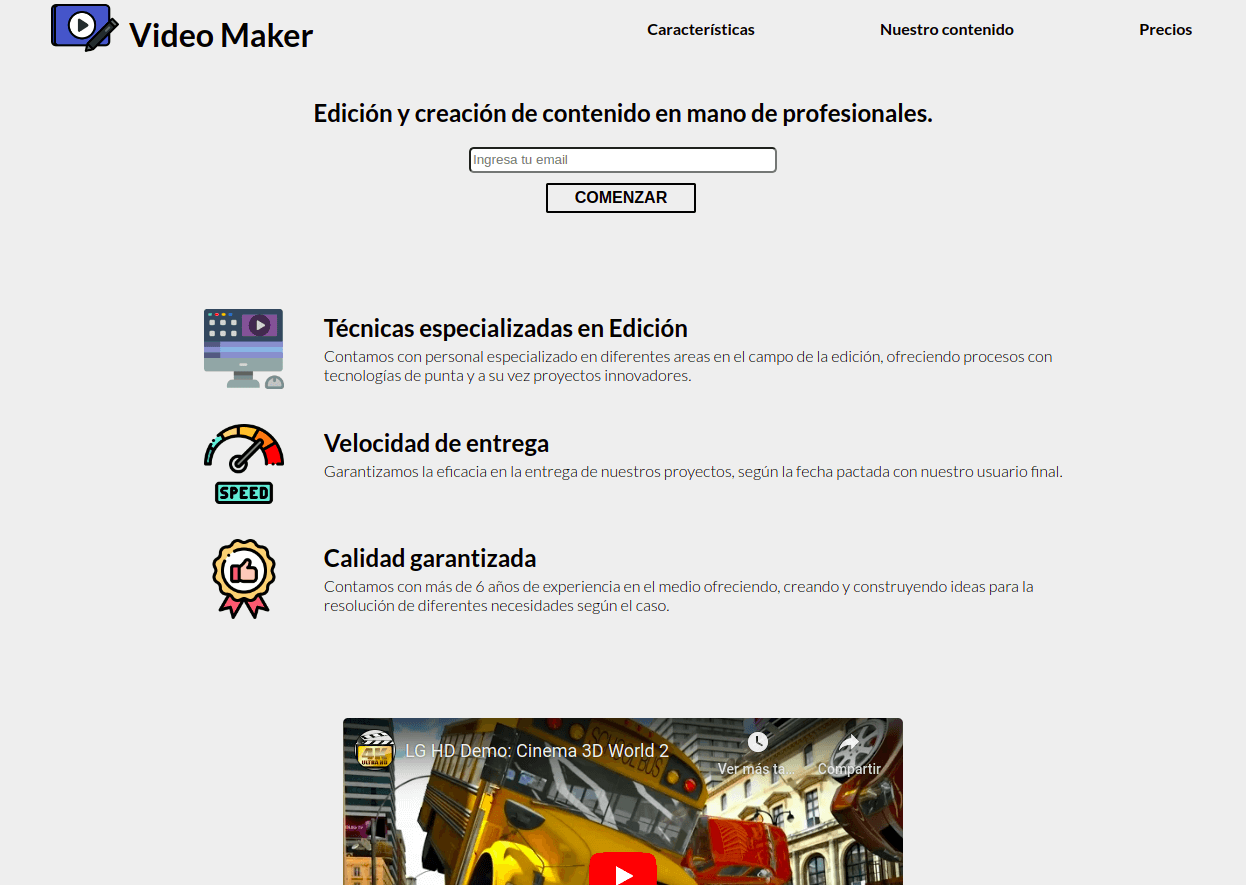 Video Maker
Características
Nuestro contenido
Precios
Edición y creación de contenido en mano de profesionales.
Ingresa tu email
COMENZAR
Técnicas especializadas en Edición
Contamos con personal especializado en diferentes areas en el campo de la edición, ofreciendo procesos con
tecnologías de punta y a su vez proyectos innovadores.
Velocidad de entrega
Garantizamos la eficacia en la entrega de nuestros proyectos, según la fecha pactada con nuestro usuario final.
SPEED
Calidad garantizada
Contamos con más de 6 años de experiencia en el medio ofreciendo, creando y construyendo ideas para la
resolución de diferentes necesidades según el caso.
4K
ULTRA HD
LG HD Demo: Cinema 3D World 2
SCHOOL BUS
Ver más ta...
Compartir